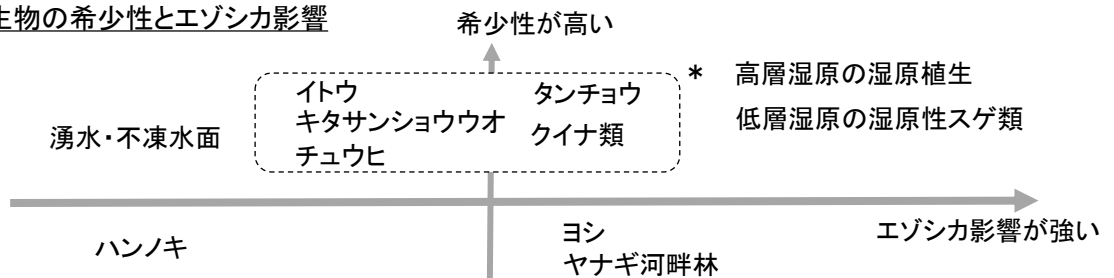 生物の希少性とエゾシカ影響
希少性が高い
イトウ
キタサンショウウオ
チュウヒ
タンチョウ
クイナ類
* 高層湿原の湿原植生
低層湿原の湿原性スゲ類
湧水・不凍水面
エゾシカ影響が強い
ハンノキ
ヨシ
ヤナギ河畔林